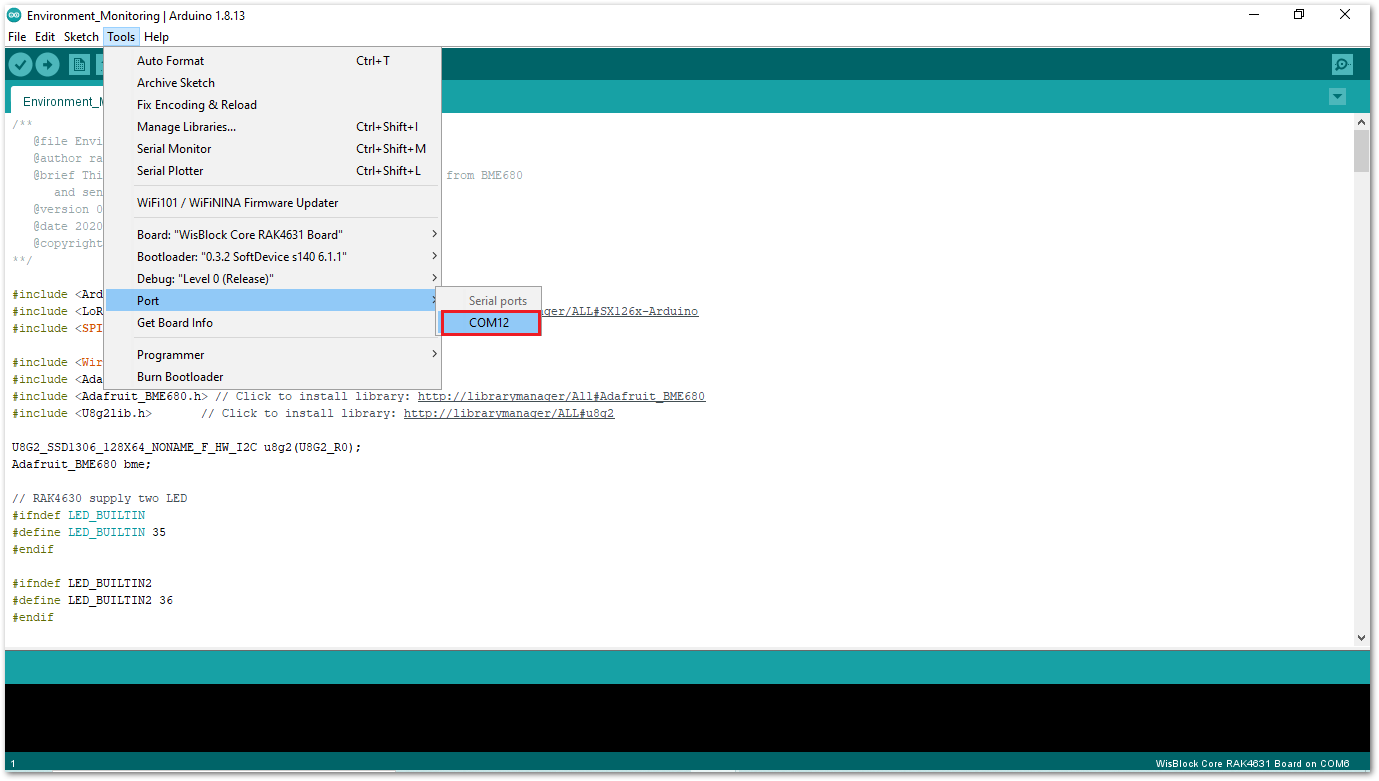 Environment_Monitoring | Arduino 1.8.13
File Edit Sketch Tools Help
Auto Format Ctrl+T
Archive Sketch
Fix Encoding & Reload
Manage Libraries... Ctrl+Shift+I
Serial Monitor Ctrl+Shift+M
Serial Plotter Ctrl+Shift+L
WiFi101 / WiFiNINA Firmware Updater
Board: "WisBlock Core RAK4631 Board"
Bootloader: "0.3.2 SoftDevice s140 6.1.1"
Debug: "Level 0 (Release)"
Port
Get Board Info
Programmer
Burn Bootloader
Serial ports
COM12
Environment_M
/**
@file Envi
@author ra
@brief Thi from BME680
and sen
@version 0
@date 2020
@copyright
**/
#include <Ard
#include <LoR ger/ALL#SX126x-Arduino
#include <SPI
#include <Wir
#include <Ada
#include <Adafruit_BME680.h> // Click to install library: http://librarymanager/All#Adafruit_BME680
#include <U8g2lib.h> // Click to install library: http://librarymanager/ALL#u8g2
U8G2_SSD1306_128X64_NONAME_F_HW_I2C u8g2(U8G2_R0);
Adafruit_BME680 bme;
// RAK4630 supply two LED
#ifndef LED_BUILTIN
#define LED_BUILTIN 35
#endif
#ifndef LED_BUILTIN2
#define LED_BUILTIN2 36
#endif
1 WisBlock Core RAK4631 Board on COM6